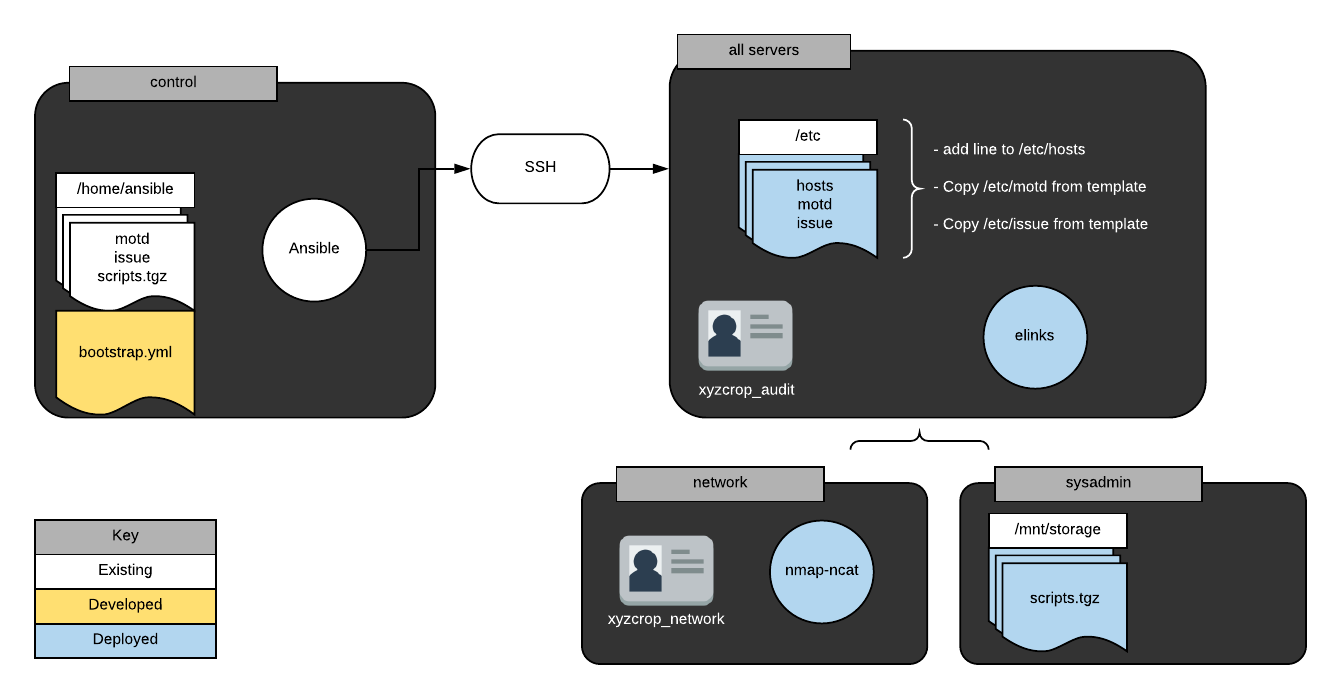 control
/home/ansible
motd
issue
scripts.tgz
bootstrap.yml
Ansible
SSH
all servers
/etc
hosts
motd
issue
- add line to /etc/hosts
- Copy /etc/motd from template
- Copy /etc/issue from template
xyzcrop_audit
elinks
network
xyzcrop_network
nmap-ncat
sysadmin
/mnt/storage
scripts.tgz
Key
Existing
Developed
Deployed